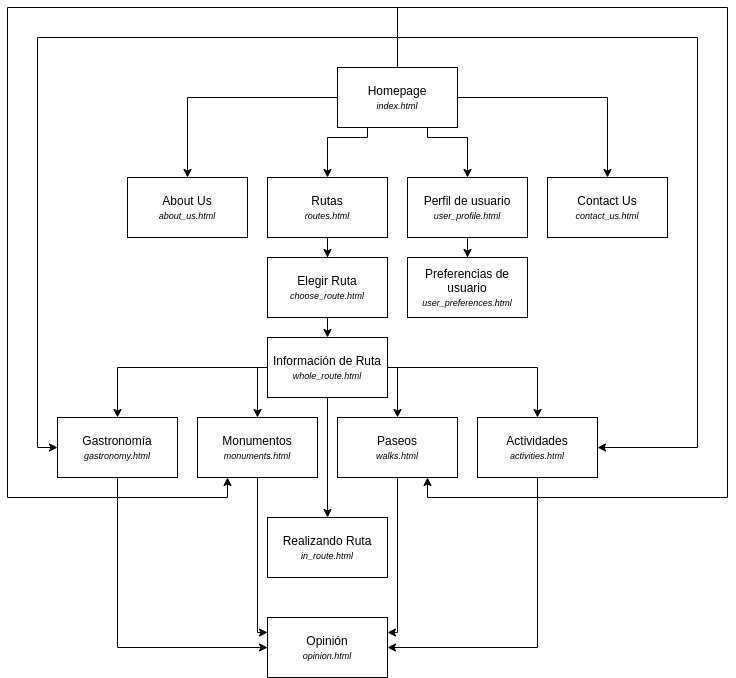 Homepage
index.html
About Us
about_us.html
Rutas
routes.html
Perfil de usuario
user_profile.html
Contact Us
contact_us.html
Elegir Ruta
choose_route.html
Preferencias de
usuario
user_preferences.html
Información de Ruta
whole_route.html
Gastronomía
gastronomy.html
Monumentos
monuments.html
Paseos
walks.html
Actividades
activities.html
Realizando Ruta
in_route.html
Opinión
opinion.html